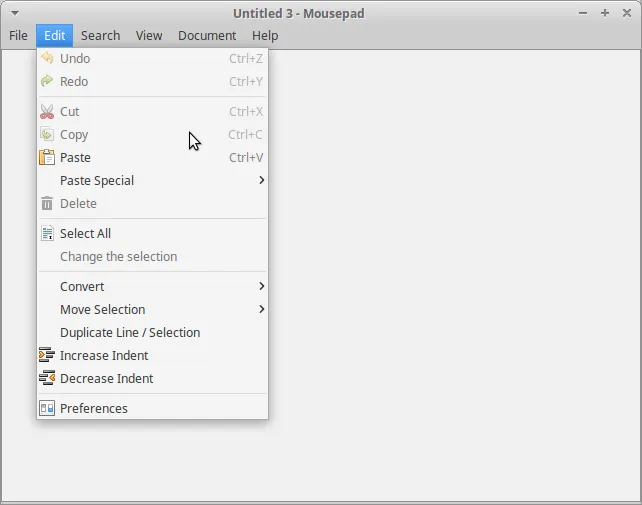 Untitled 3 - Mousepad
File Edit Search View Document Help
Undo Ctrl+Z
Redo Ctrl+Y
Cut Ctrl+X
Copy Ctrl+C
Paste Ctrl+V
Paste Special
Delete
Select All
Change the selection
Convert
Move Selection
Duplicate Line / Selection
Increase Indent
Decrease Indent
Preferences